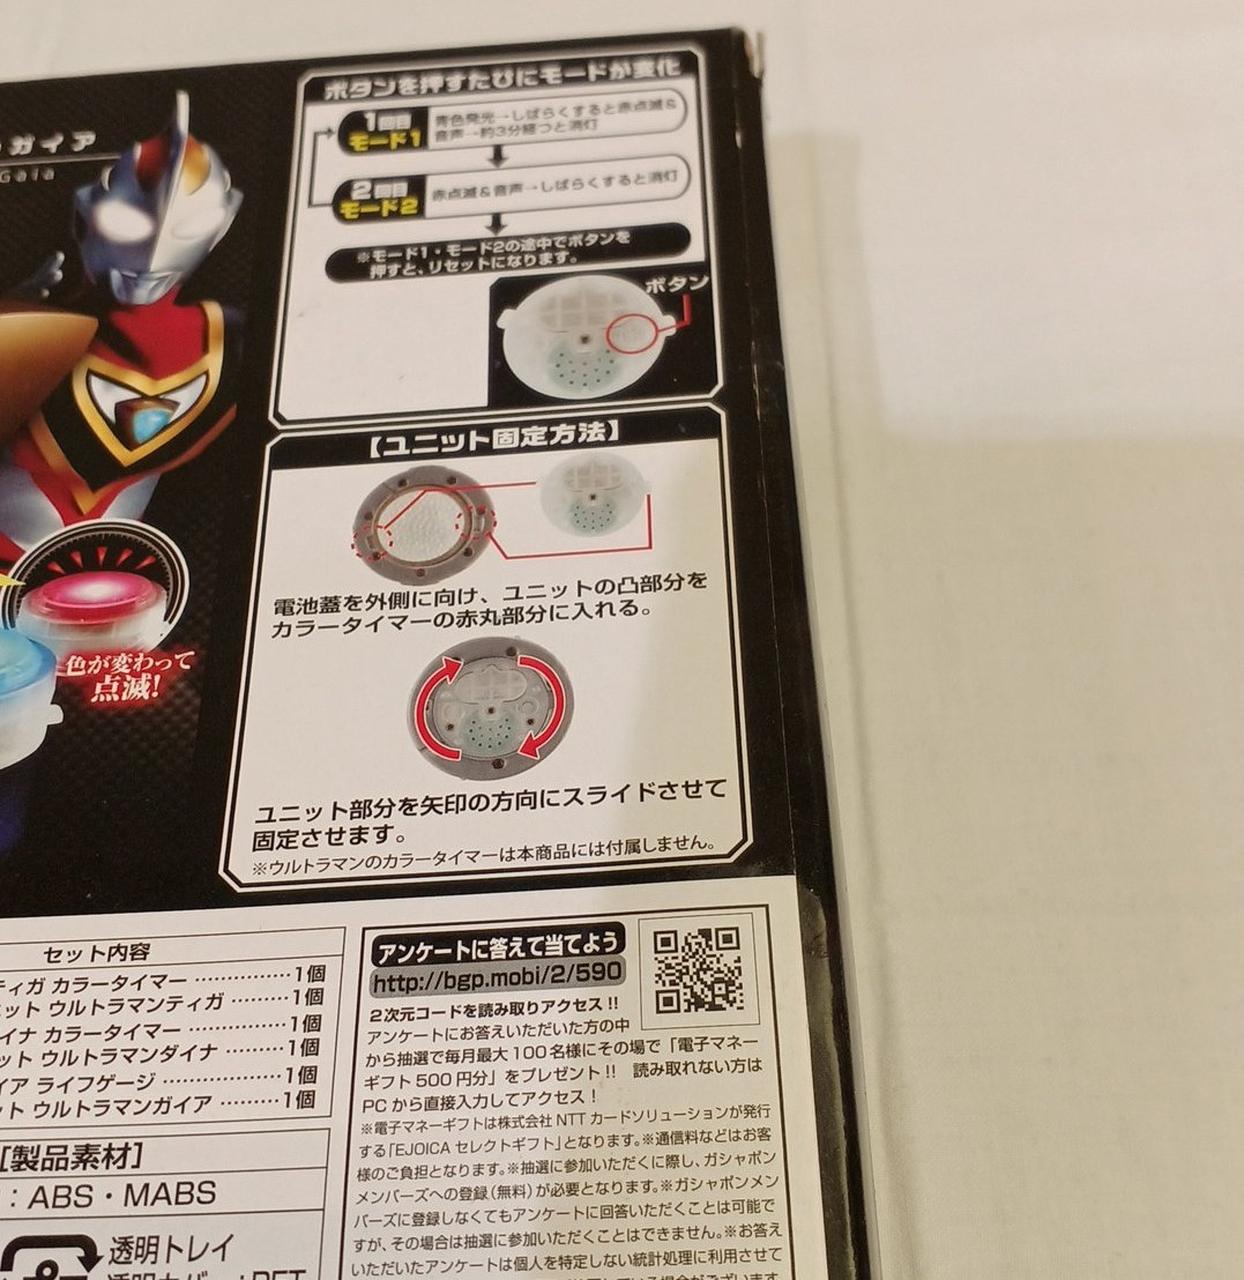 ガイア
Gaia
色が変わって
点滅!
ボタンを押すたびにモードが変化
1回目
モード1
青色発光→しばらくすると赤点滅&
音声→約3分経つと消灯
2回目
モード2
赤点滅&音声→しばらくすると消灯
※モード1・モード2の途中でボタンを
押すと、リセットになります。
ボタン
【ユニット固定方法】
電池蓋を外側に向け、ユニットの凸部分を
カラータイマーの赤丸部分に入れる。
ユニット部分を矢印の方向にスライドさせて
固定させます。
※ウルトラマンのカラータイマーは本商品には付属しません。
セット内容
ティガ カラータイマー ……………1個
ット ウルトラマンティガ ………1個
イナ カラータイマー ……………1個
ット ウルトラマンダイナ ………1個
イア ライフゲージ ………………1個
ット ウルトラマンガイア ………1個
[製品素材]
：ABS・MABS
透明トレイ
アンケートに答えて当てよう
http://bgp.mobi/2/590
2次元コードを読み取りアクセス!!
アンケートにお答えいただいた方の中
から抽選で毎月最大100名様にその場で「電子マネー
ギフト500円分」をプレゼント!! 読み取れない方は
PCから直接入力してアクセス!
※電子マネーギフトは株式会社NTTカードソリューションが発行
する「EJOICAセレクトギフト」となります。※通信料などはお客
様のご負担となります。※抽選に参加いただくに際し、ガシャポン
メンバーズへの登録(無料)が必要となります。※ガシャポンメン
バーズに登録しなくてもアンケートに回答いただくことは可能で
すが、その場合は抽選に参加いただくことはできません。※お答え
いただいたアンケートは個人を特定しない統計処理に利用させて